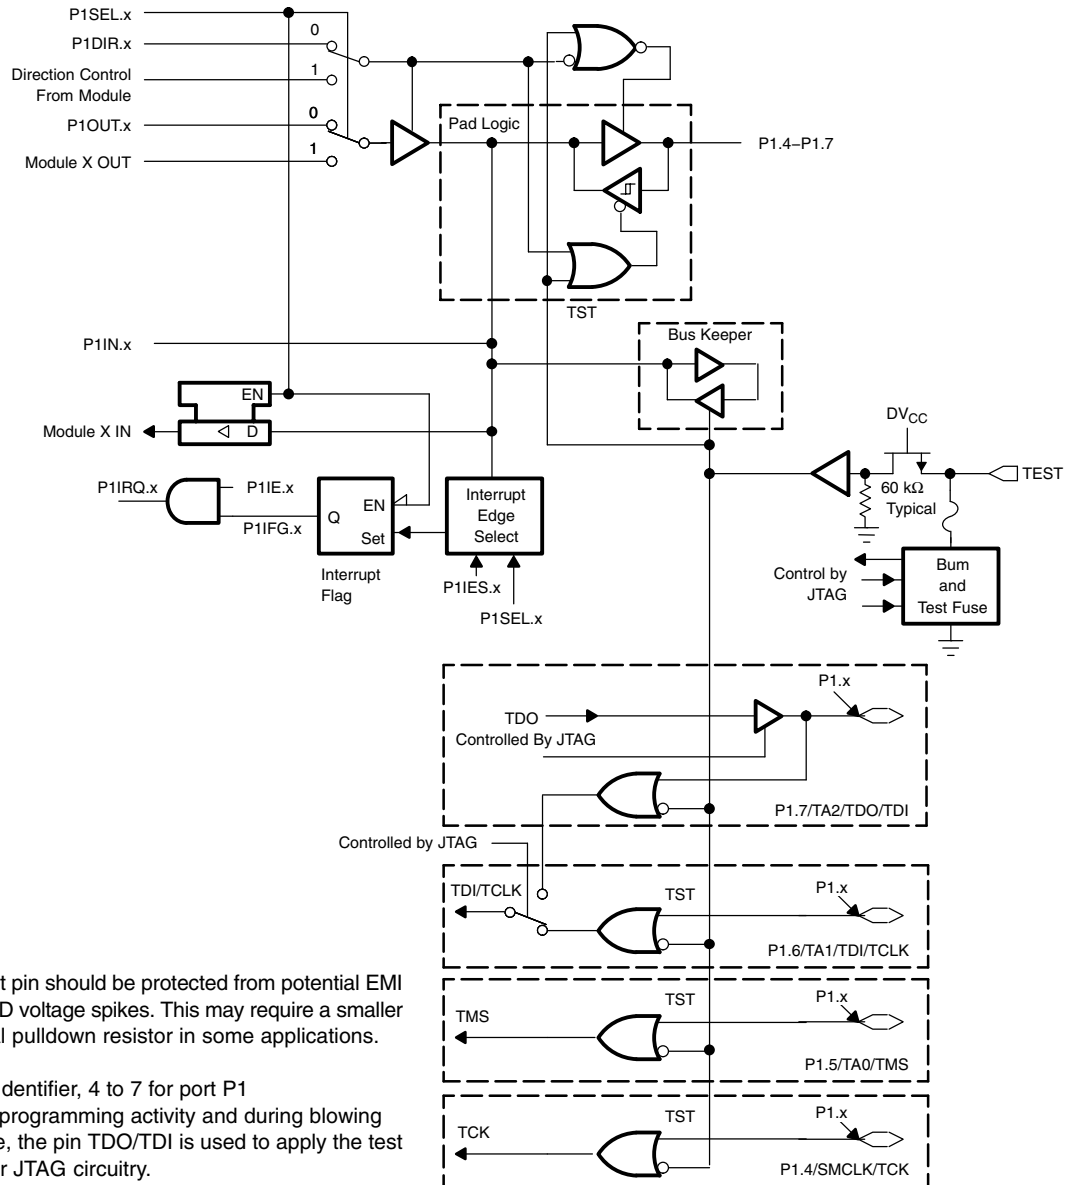 P1SEL.x
P1DIR.x
0
Direction Control
From Module
1
P1OUT.x
0
Module X OUT
1
Pad Logic
P1.4–P1.7
TST
P1IN.x
Bus Keeper
EN
D
Module X IN
P1IRQ.x
P1IE.x
P1IFG.x
Q
EN
Set
Interrupt
Flag
Interrupt
Edge
Select
P1IES.x
P1SEL.x
DVCC
TEST
60 kΩ
Typical
Control by
JTAG
Bum
and
Test Fuse
P1.x
TDO
Controlled By JTAG
P1.7/TA2/TDO/TDI
Controlled by JTAG
TDI/TCLK
TST
P1.x
P1.6/TA1/TDI/TCLK
TMS
TST
P1.x
P1.5/TA0/TMS
TCK
TST
P1.x
P1.4/SMCLK/TCK
t pin should be protected from potential EMI
D voltage spikes. This may require a smaller
l pulldown resistor in some applications.
dentifier, 4 to 7 for port P1
programming activity and during blowing
e, the pin TDO/TDI is used to apply the test
r JTAG circuitry.